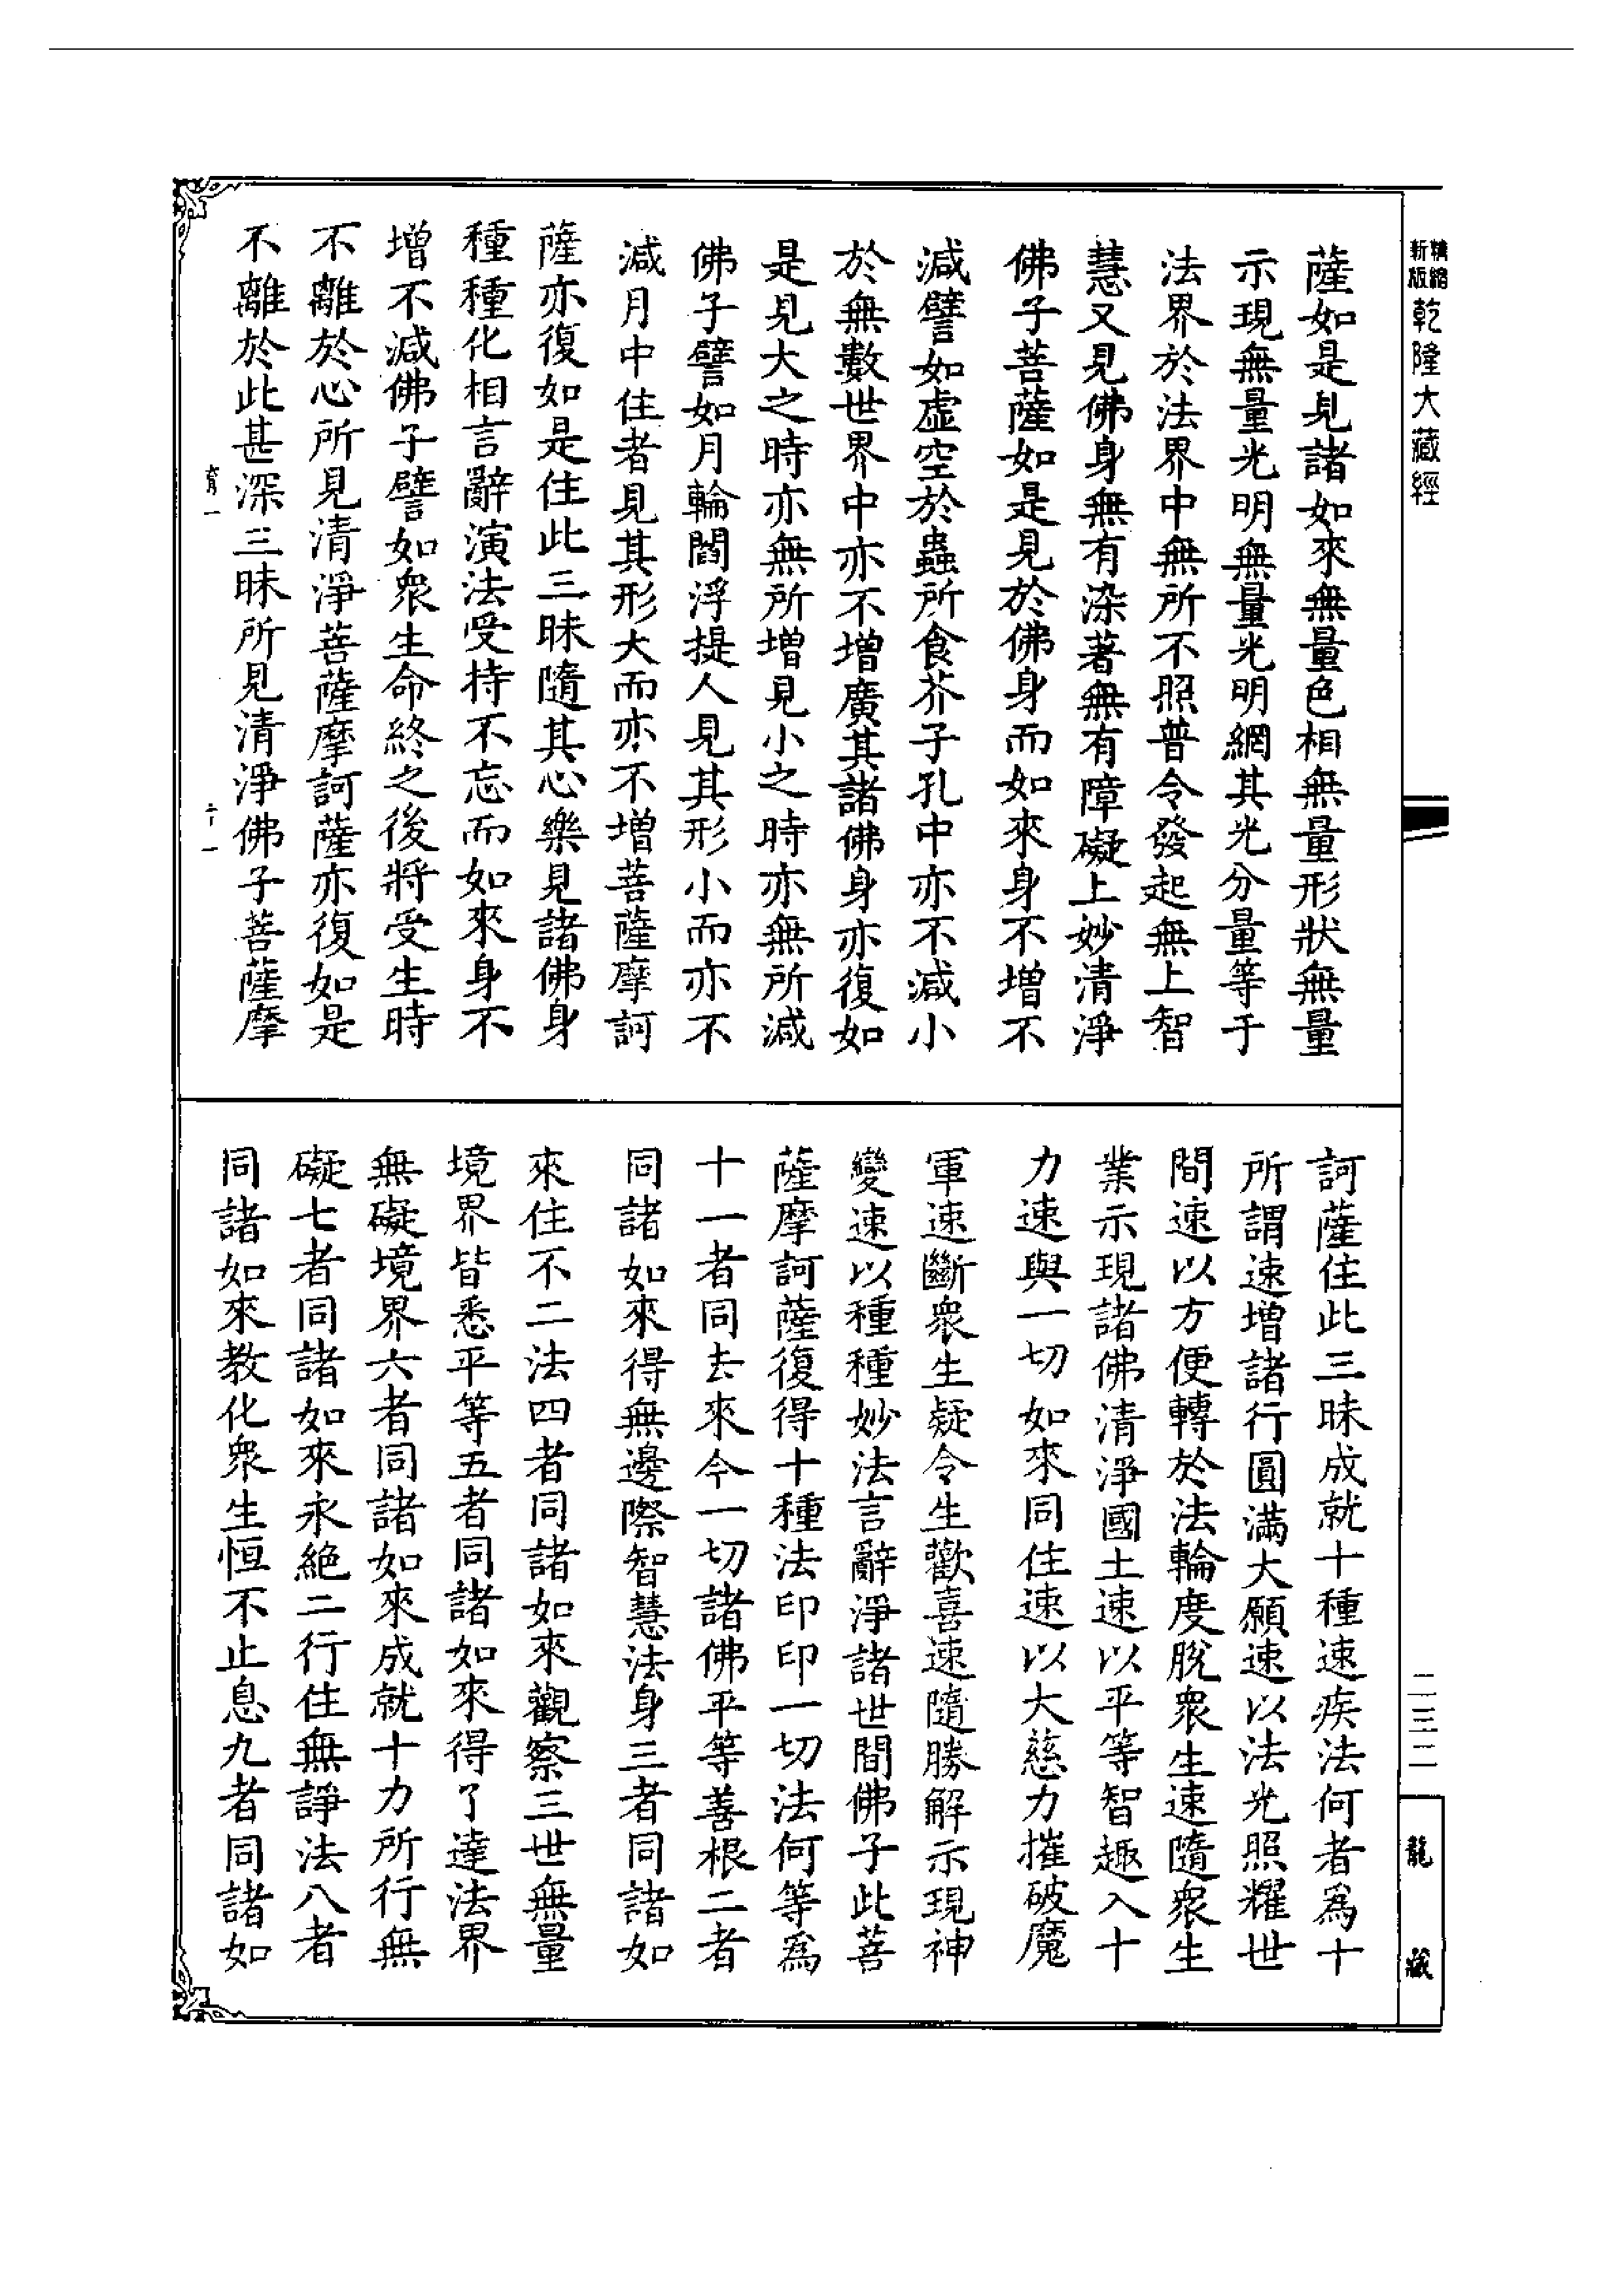 精縮
新版
乾隆大藏經
薩如是見諸如來無量色相無量形狀無量
示現無量光明無量光明網其光分量等于
法界於法界中無所不照普令發起無上智
慧又見佛身無有染著無有障礙上妙清淨
佛子菩薩如是見於佛身而如來身不增不
減譬如虛空於蟲所食芥子孔中亦不減小
於無數世界中亦不增廣其諸佛身亦復如
是見大之時亦無所增見小之時亦無所減
佛子譬如月輪閻浮提人見其形小而亦不
減月中住者見其形大而亦不增菩薩摩訶
薩亦復如是住此三昧隨其心樂見諸佛身
種種化相言辭演法受持不忘而如來身不
增不減佛子譬如衆生命終之後將受生時
不離於心所見清淨菩薩摩訶薩亦復如是
不離於此甚深三昧所見清淨佛子菩薩摩
訶薩住此三昧成就十種速疾法何者爲十
所謂速增諸行圓滿大願速以法光照耀世
間速以方便轉於法輪度脫衆生速隨衆生
業示現諸佛清淨國土速以平等智趣入十
力速與一切如來同住速以大慈力摧破魔
軍速斷衆生疑令生歡喜速隨勝解示現神
變速以種種妙法言辭淨諸世間佛子此菩
薩摩訶薩復得十種法印印一切法何等爲
十一者同去來今一切諸佛平等善根二者
同諸如來得無邊際智慧法身三者同諸如
來住不二法四者同諸如來觀察三世無量
境界皆悉平等五者同諸如來得了達法界
無礙境界六者同諸如來成就十力所行無
礙七者同諸如來永絕二行住無諍法八者
同諸如來教化衆生恒不止息九者同諸如
二三二
龍藏